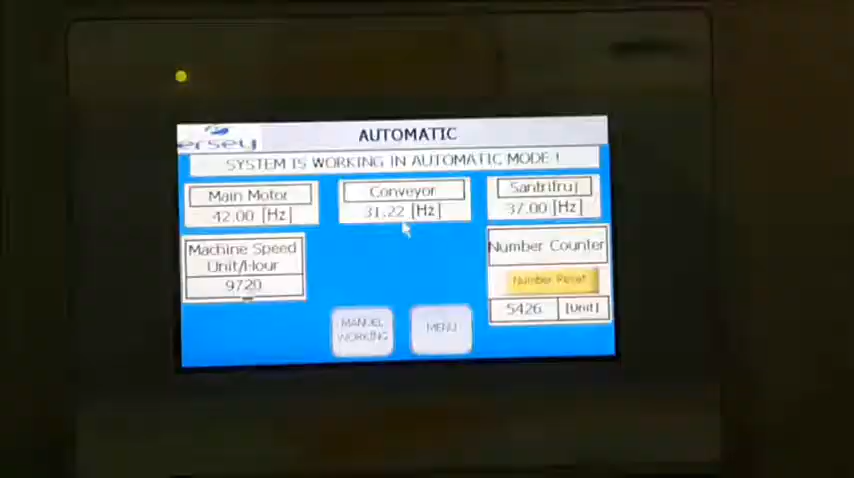 ersey
AUTOMATIC
SYSTEM IS WORKING IN AUTOMATIC MODE !
Main Motor
42.00 [Hz]
Conveyor
31.22 [Hz]
Santrifruj
37.00 [Hz]
Machine Speed
Unit/Hour
9720
Number Counter
Number Reset
5426 [Unit]
MANUEL
WORKING
MENU